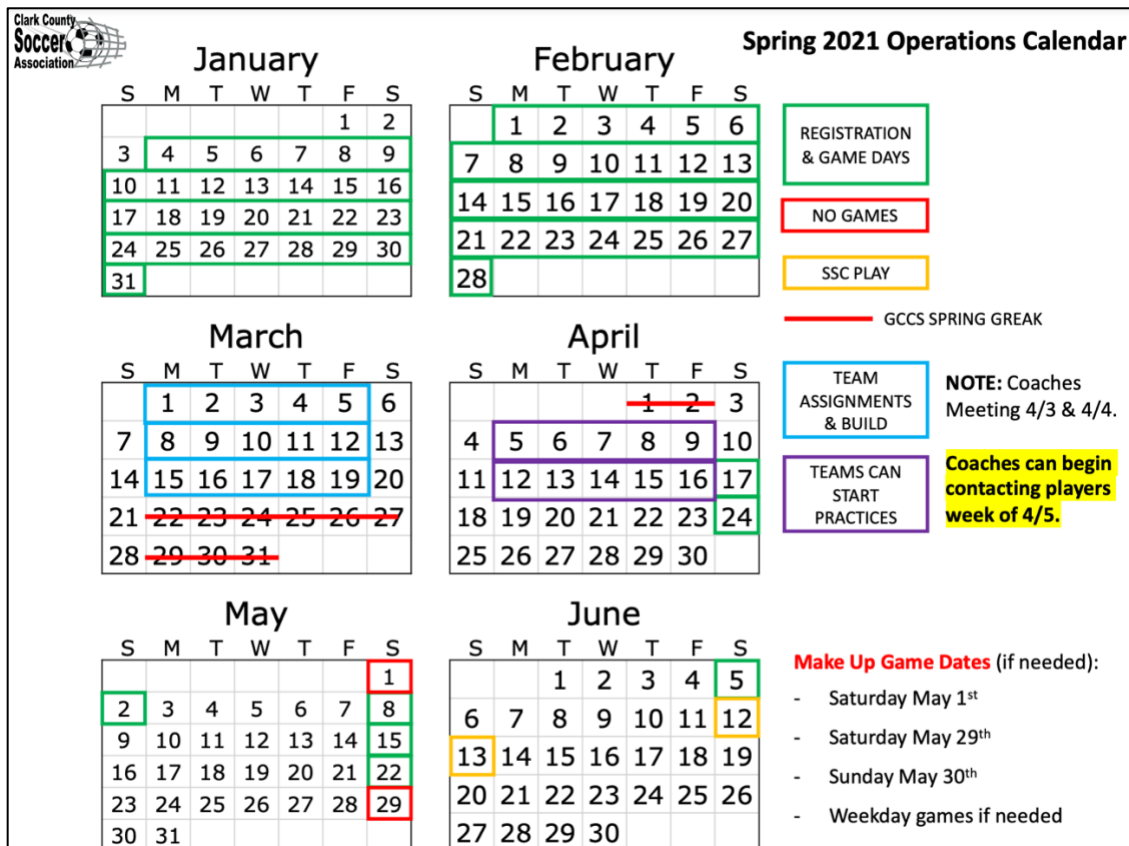 Clark County
Soccer
Association
Spring 2021 Operations Calendar
January
S M T W T F S
1 2
3 4 5 6 7 8 9
10 11 12 13 14 15 16
17 18 19 20 21 22 23
24 25 26 27 28 29 30
31
February
S M T W T F S
1 2 3 4 5 6
7 8 9 10 11 12 13
14 15 16 17 18 19 20
21 22 23 24 25 26 27
28
REGISTRATION
& GAME DAYS
NO GAMES
SSC PLAY
GCCS SPRING GREAK
March
S M T W T F S
1 2 3 4 5 6
7 8 9 10 11 12 13
14 15 16 17 18 19 20
21 22 23 24 25 26 27
28 29 30 31
April
S M T W T F S
1 2 3
4 5 6 7 8 9 10
11 12 13 14 15 16 17
18 19 20 21 22 23 24
25 26 27 28 29 30
TEAM
ASSIGNMENTS
& BUILD
NOTE: Coaches
Meeting 4/3 & 4/4.
TEAMS CAN
START
PRACTICES
Coaches can begin
contacting players
week of 4/5.
May
S M T W T F S
1
2 3 4 5 6 7 8
9 10 11 12 13 14 15
16 17 18 19 20 21 22
23 24 25 26 27 28 29
30 31
June
S M T W T F S
1 2 3 4 5
6 7 8 9 10 11 12
13 14 15 16 17 18 19
20 21 22 23 24 25 26
27 28 29 30
Make Up Game Dates (if needed):
- Saturday May 1st
- Saturday May 29th
- Sunday May 30th
- Weekday games if needed